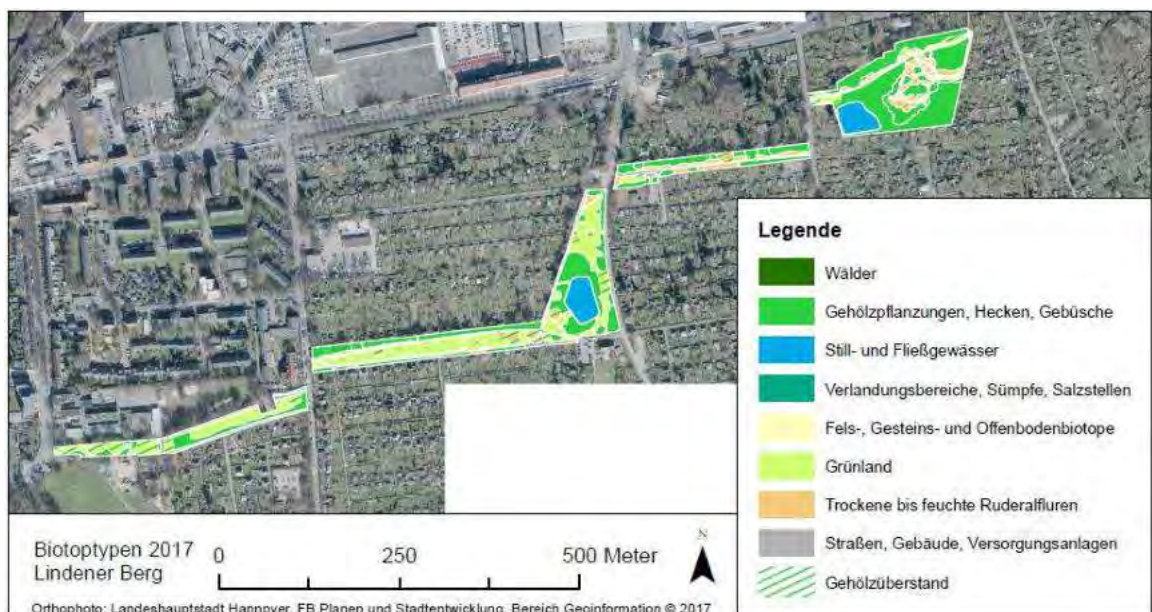 Legende
Wälder
Gehölzpflanzungen, Hecken, Gebüsche
Still- und Fließgewässer
Verlandungsbereiche, Sümpfe, Salzstellen
Fels-, Gesteins- und Offenbodenbiotope
Grünland
Trockene bis feuchte Ruderalfluren
Straßen, Gebäude, Versorgungsanlagen
Gehölzüberstand
Biotoptypen 2017
Lindener Berg
0 250 500 Meter
N
Orthophoto: Landeshauptstadt Hannover, FB Planen und Stadtentwicklung, Bereich Geoinformation © 2017